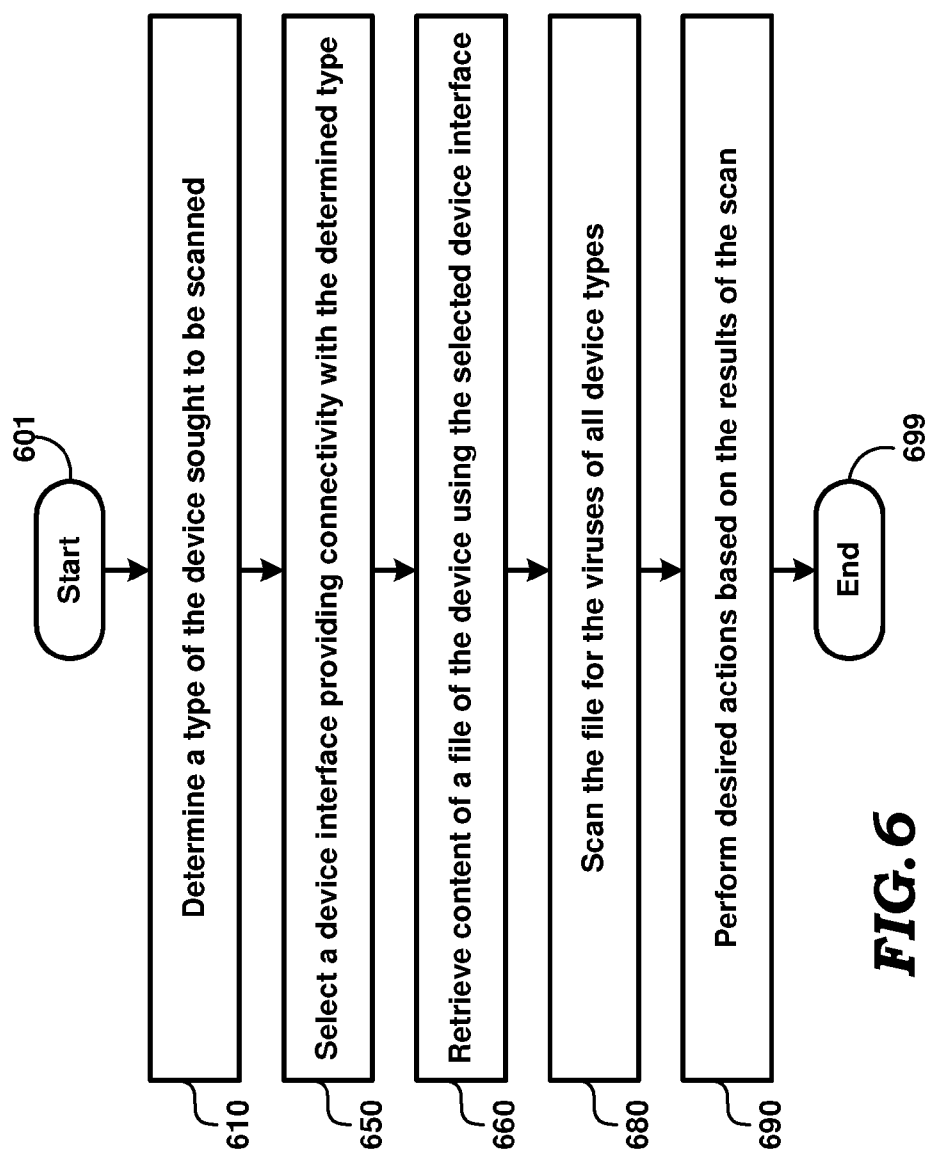 601
Start
Determine a type of the device sought to be scanned
610
Select a device interface providing connectivity with the determined type
650
Retrieve content of a file of the device using the selected device interface
660
Scan the file for the viruses of all device types
680
Perform desired actions based on the results of the scan
690
End
699
FIG. 6